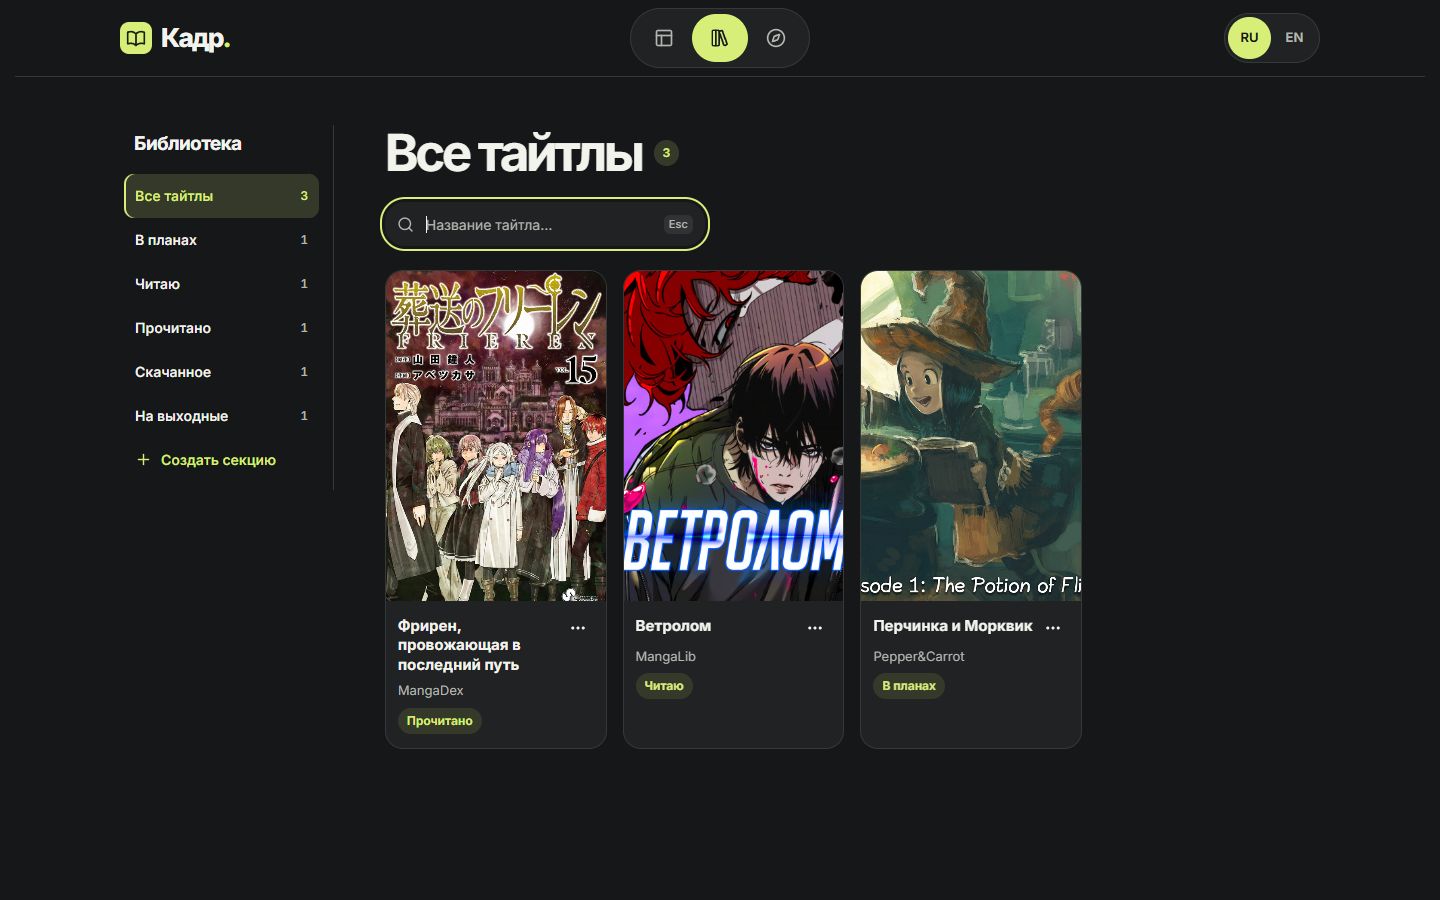 Кадр.
RU
EN
Библиотека
Все тайтлы 3
В планах 1
Читаю 1
Прочитано 1
Скачанное 1
На выходные 1
Создать секцию
Все тайтлы 3
Название тайтла...
Esc
葬送のフリーレン
FRIEREN
山田鐘人
アベツカサ
VOL. 15
Фрирен,
провожающая в
последний путь
MangaDex
Прочитано
ВЕТРОЛОМ
Ветролом
MangaLib
Читаю
sode 1: The Potion of Fli
Перчинка и Морквик
Pepper&Carrot
В планах